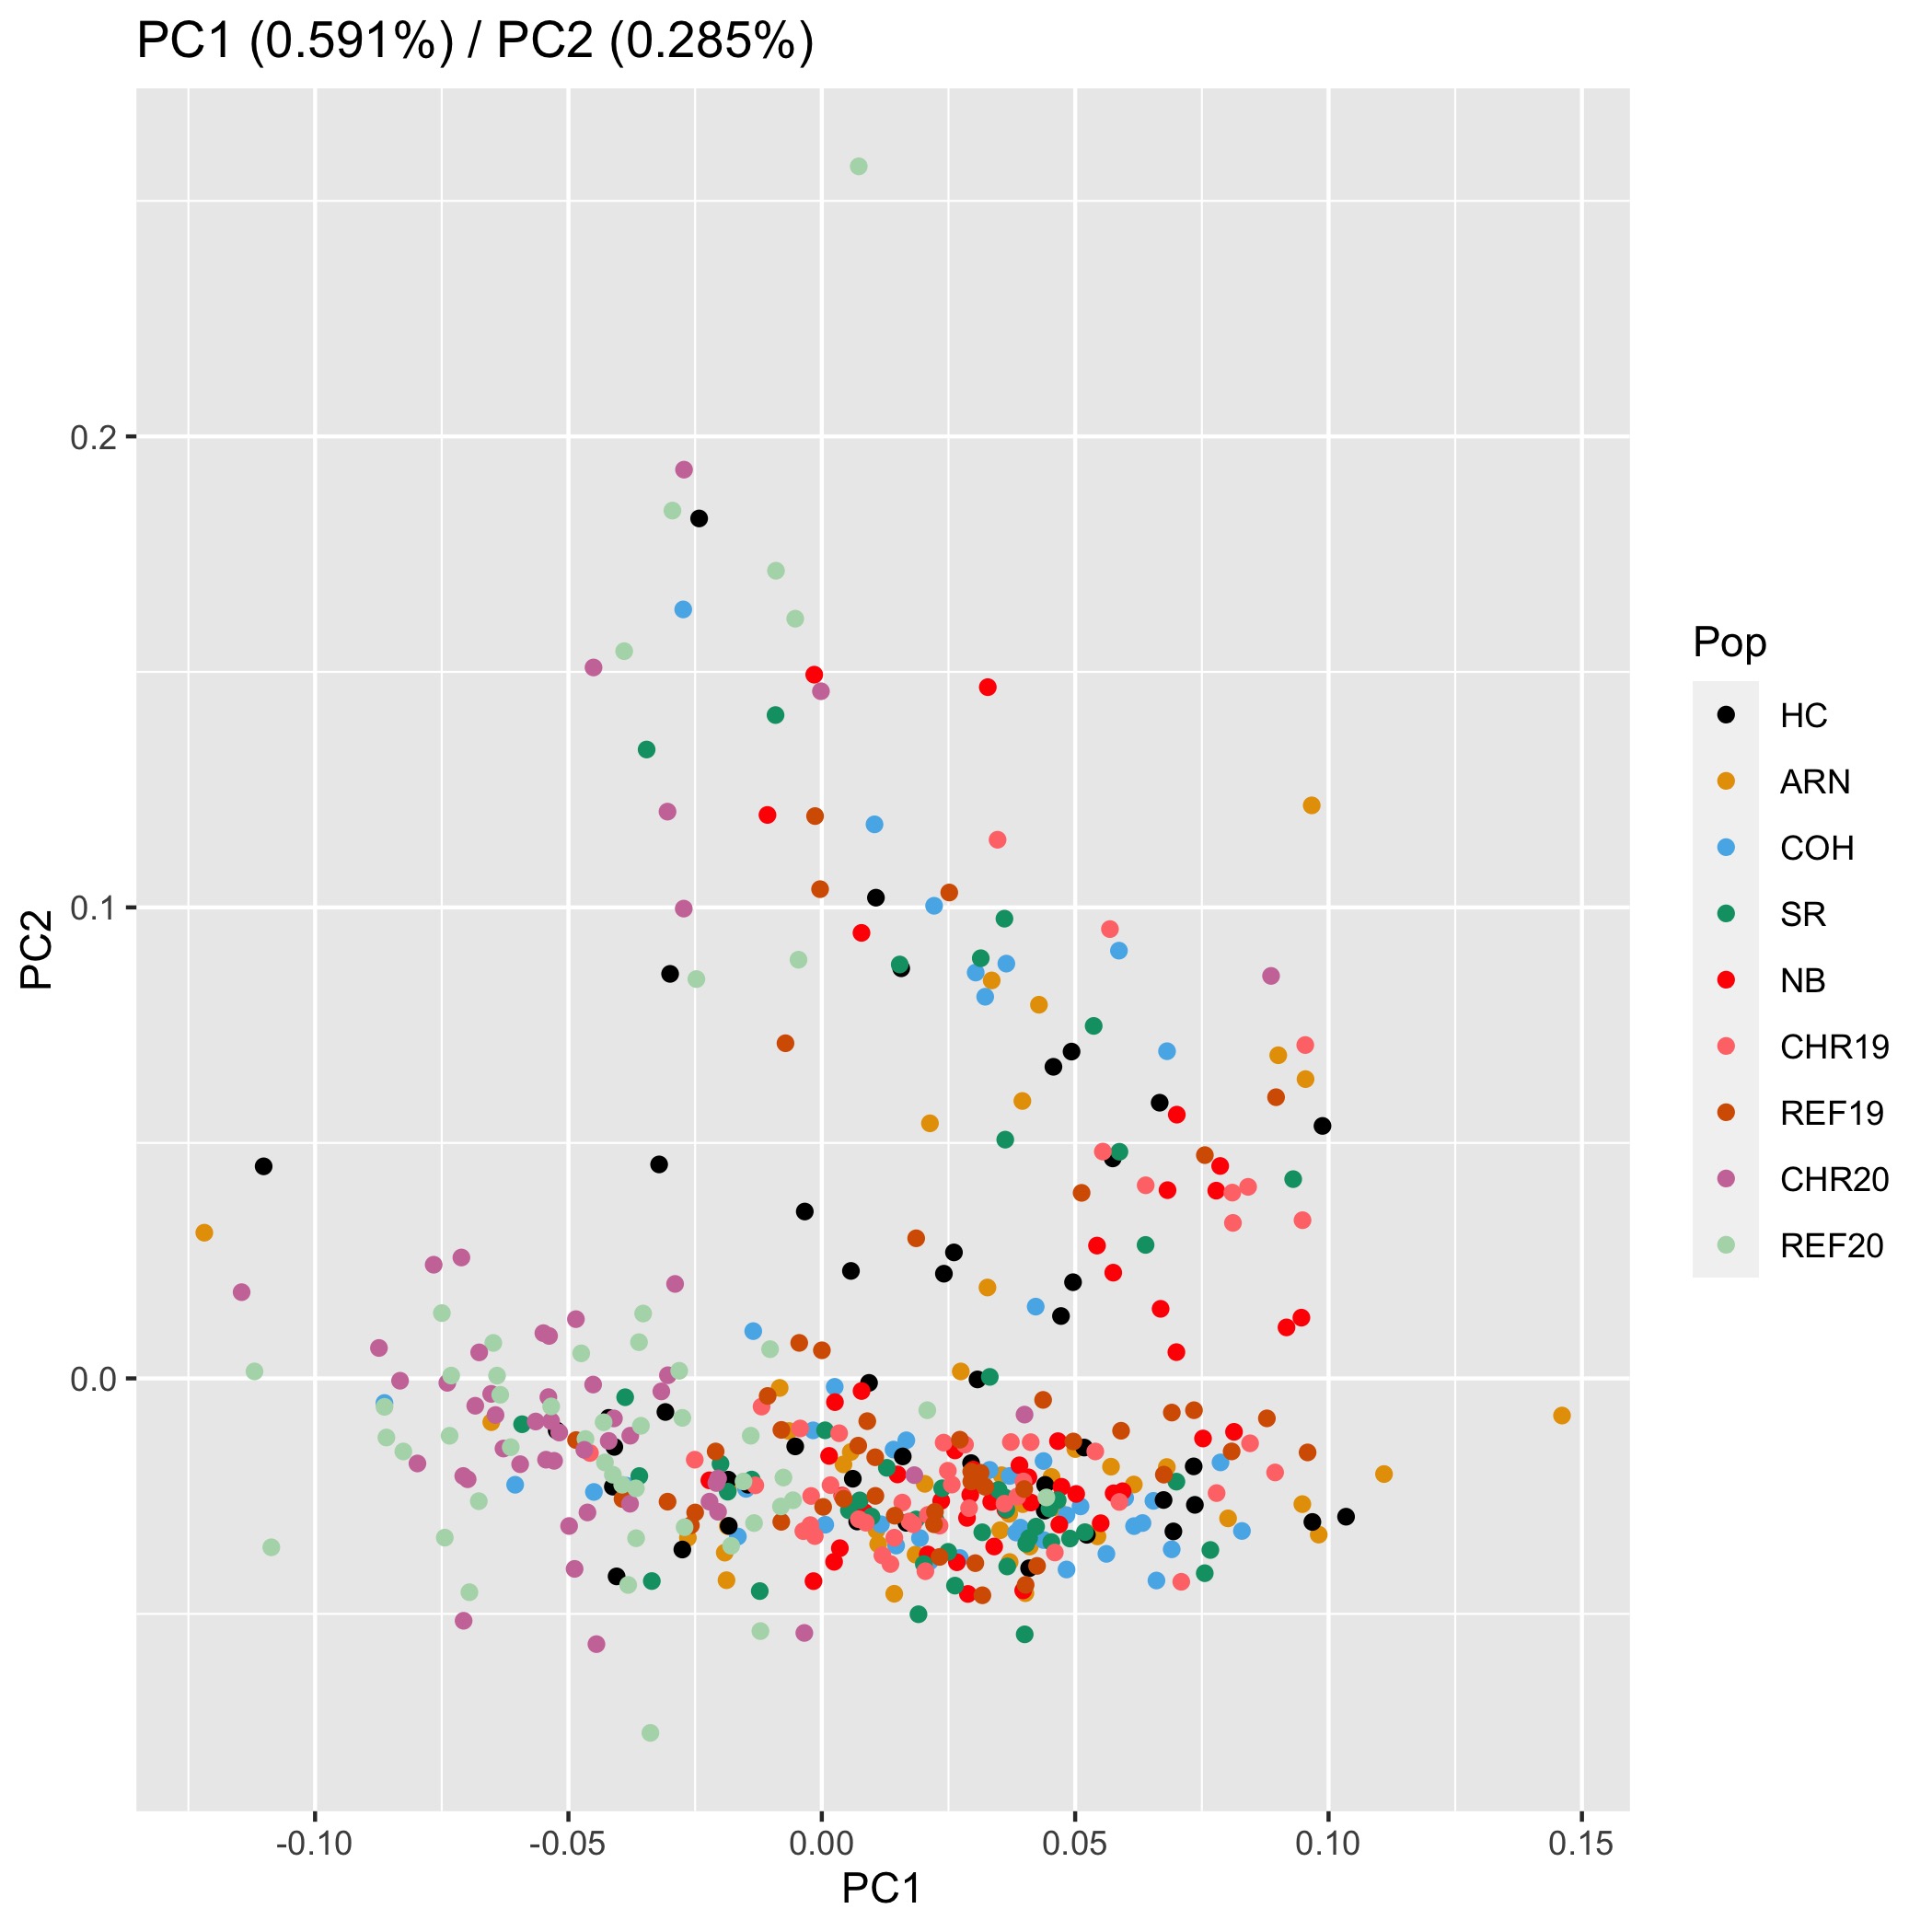 PC1 (0.591%) / PC2 (0.285%)
0.2
0.1
0.0
PC2
-0.10
-0.05
0.00
0.05
0.10
0.15
PC1
Pop
HC
ARN
COH
SR
NB
CHR19
REF19
CHR20
REF20